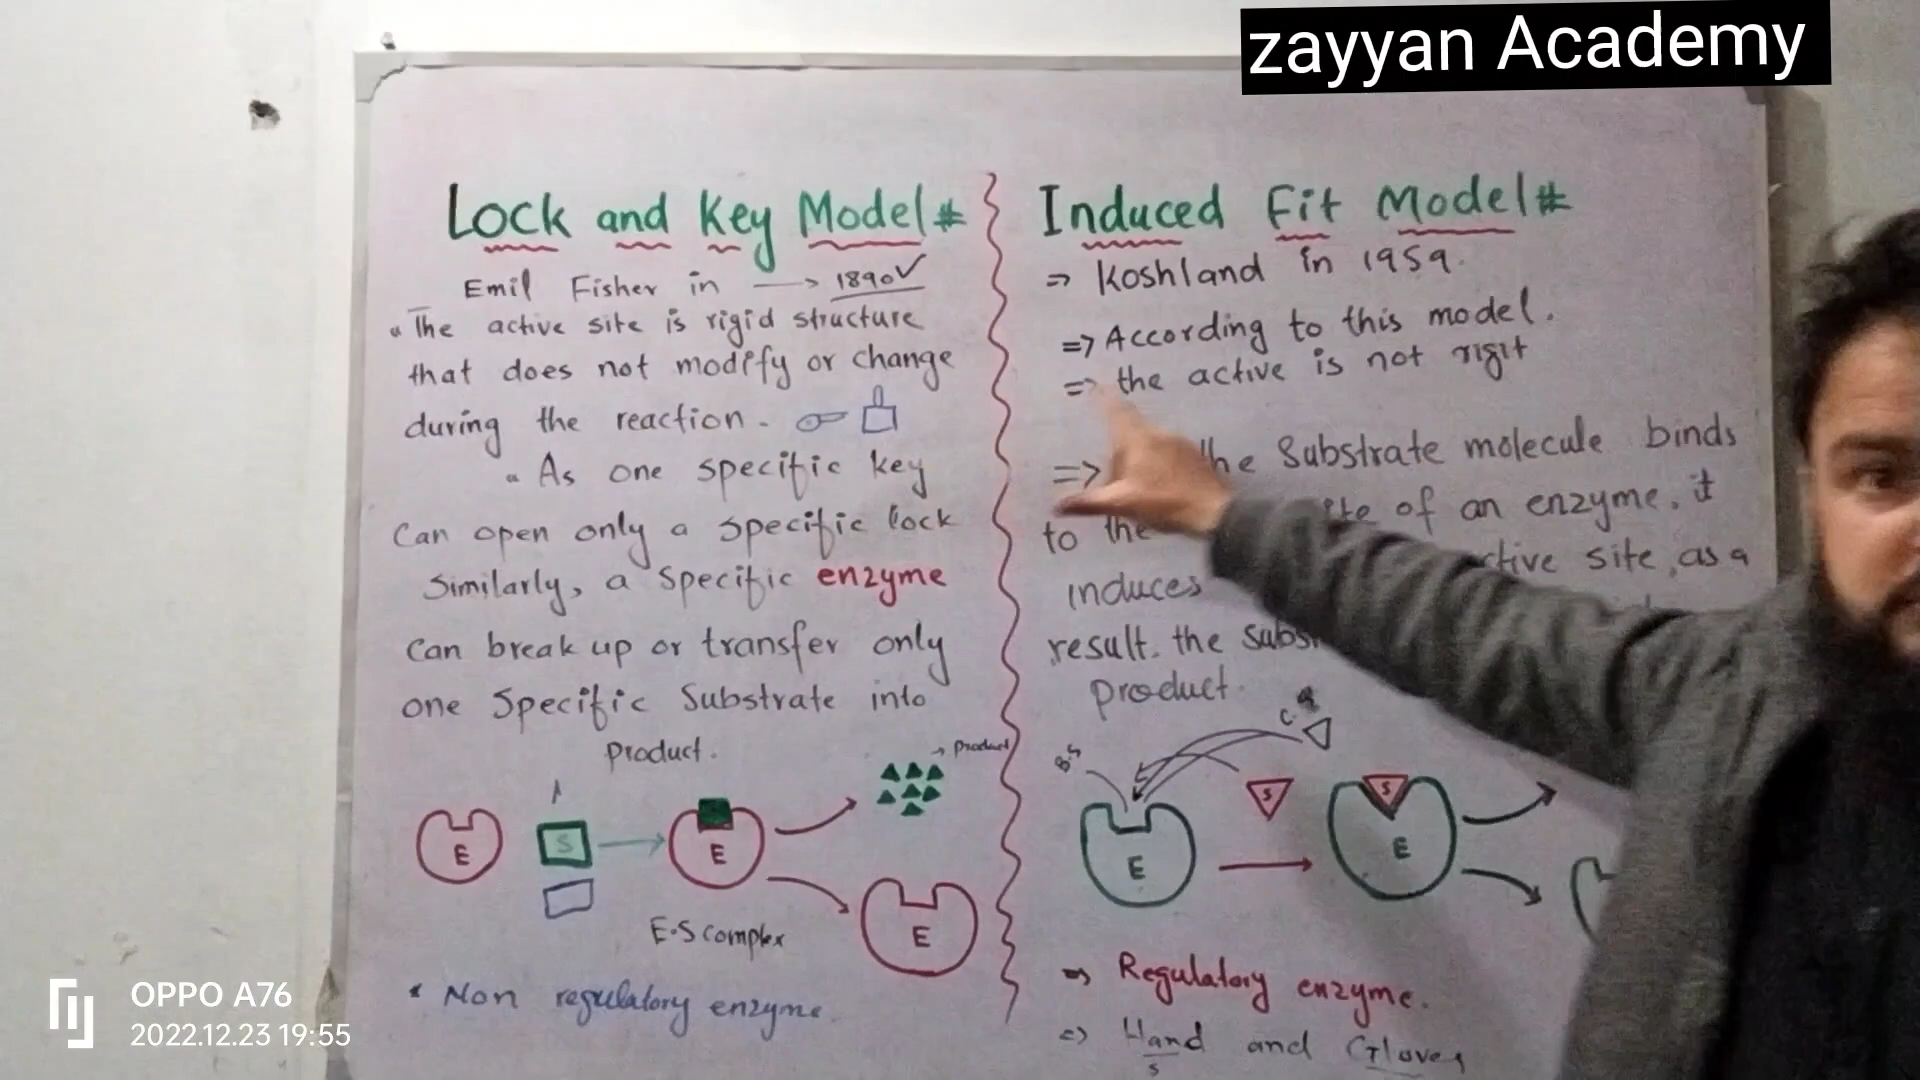 zayyan Academy
Lock and Key Model #
Emil Fisher in → 1890 ✓
" The active site is rigid structure
that does not modify or change
during the reaction.
" As one specific key
Can open only a specific lock
Similarly, a specific enzyme
Can break up or transfer only
one Specific Substrate into
product.
→ Product
E
S
E
E
E.S complex
* Non regulatory enzyme.
Induced Fit Model #
⇒ Koshland in 1959.
⇒ According to this model.
⇒ the active is not rigit
⇒ the Substrate molecule binds
to the of an enzyme, it
induces site, as a
result. the
product.
B.S
S
E
S
E
⇒ Regulatory enzyme.
⇒ Hand and Gloves
S
OPPO A76
2022.12.23 19:55